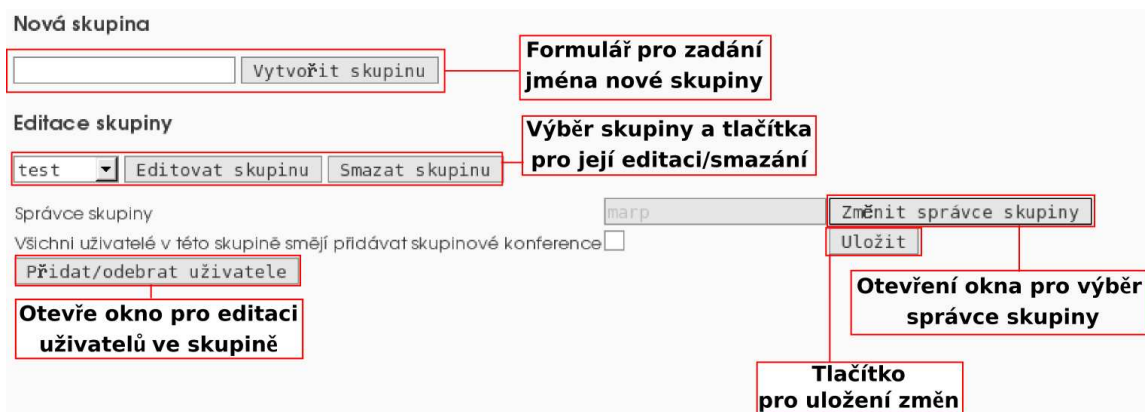 Nová skupina
Vytvořit skupinu
Formulář pro zadání
jména nové skupiny
Editace skupiny
Výběr skupiny a tlačítka
pro její editaci/smazání
test Editovat skupinu Smazat skupinu
Správce skupiny marp Změnit správce skupiny
Všichni uživatelé v této skupině smějí přidávat skupinové konference Uložit
Přidat/odebrat uživatele
Otevření okna pro výběr
správce skupiny
Otevře okno pro editaci
uživatelů ve skupině
Tlačítko
pro uložení změn